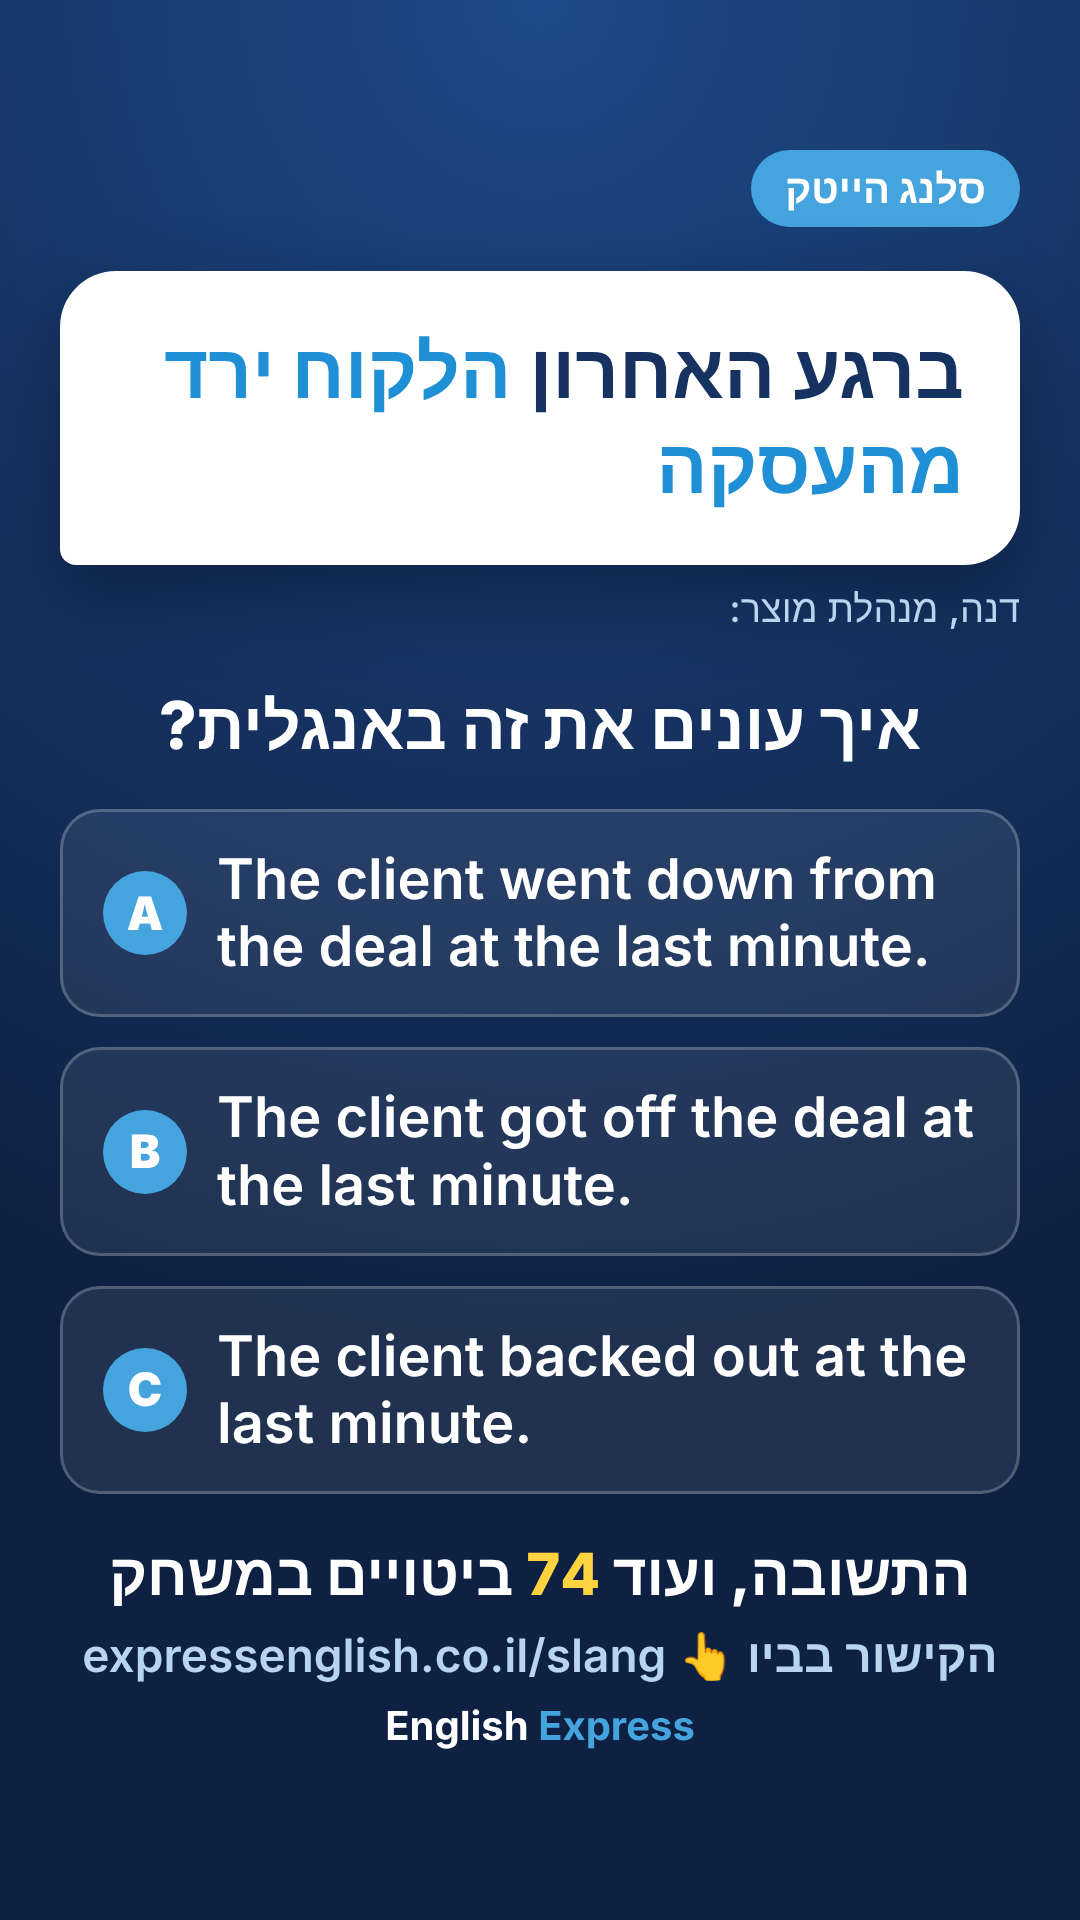 סלנג הייטק
ברגע האחרון הלקוח ירד
מהעסקה
דנה, מנהלת מוצר:
איך עונים את זה באנגלית?
A
The client went down from
the deal at the last minute.
B
The client got off the deal at
the last minute.
C
The client backed out at the
last minute.
התשובה, ועוד 74 ביטויים במשחק
הקישור בביו 👆 expressenglish.co.il/slang
English Express